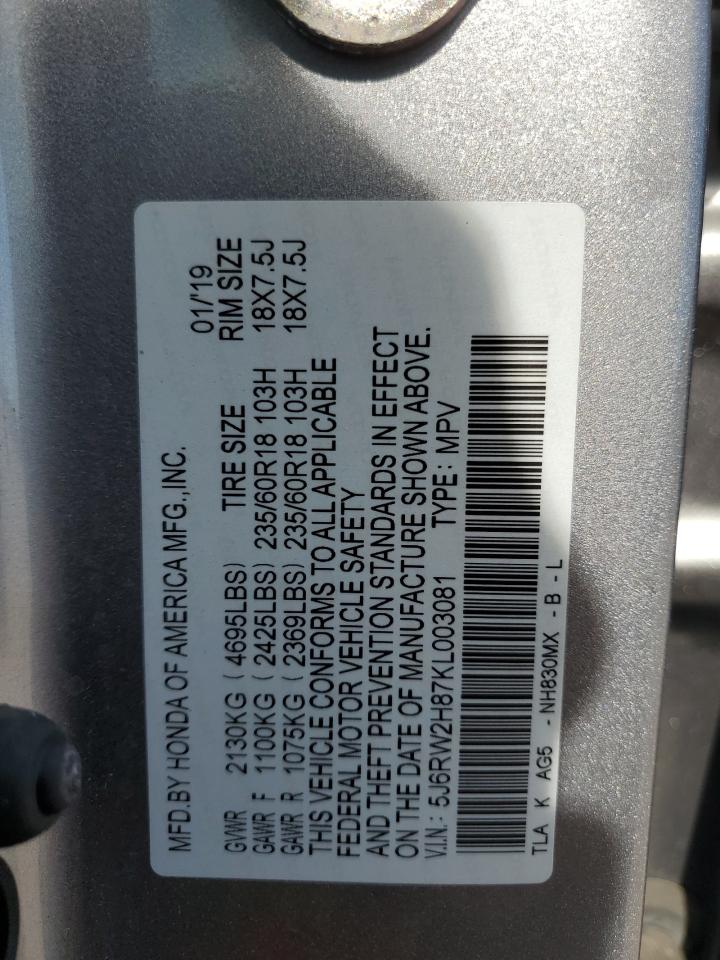 MFD.BY HONDA OF AMERICA MFG.,INC. 01/'19
GVWR 2130KG (4695LBS) TIRE SIZE RIM SIZE
GAWR F 1100KG (2425LBS) 235/60R18 103H 18X7.5J
GAWR R 1075KG (2369LBS) 235/60R18 103H 18X7.5J
THIS VEHICLE CONFORMS TO ALL APPLICABLE
FEDERAL MOTOR VEHICLE SAFETY
AND THEFT PREVENTION STANDARDS IN EFFECT
ON THE DATE OF MANUFACTURE SHOWN ABOVE.
V.I.N.: 5J6RW2H87KL003081 TYPE: MPV
TLA K AG5 - NH830MX - B - L